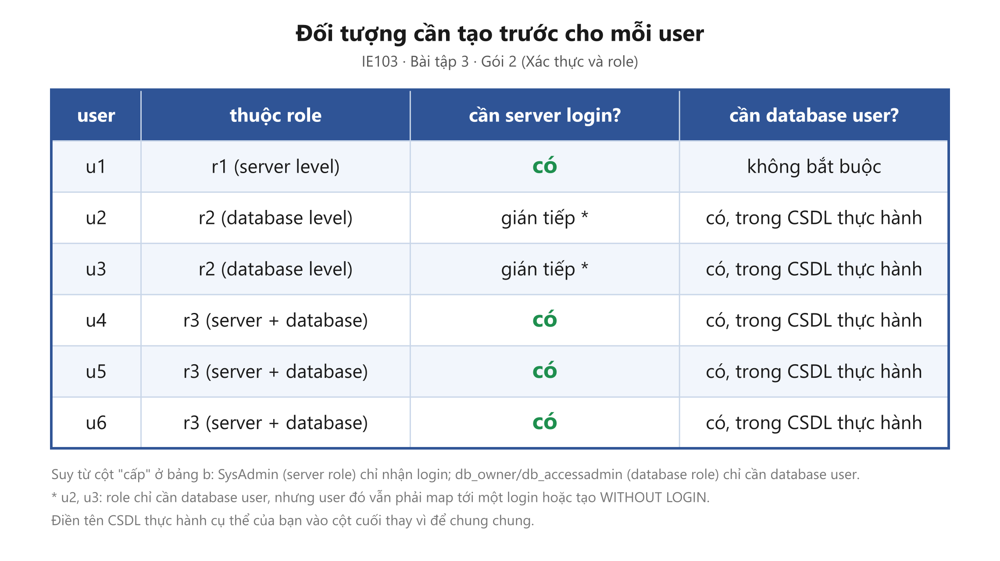 Đối tượng cần tạo trước cho mỗi user
IE103 · Bài tập 3 · Gói 2 (Xác thực và role)
user thuộc role cần server login? cần database user?
u1 r1 (server level) có không bắt buộc
u2 r2 (database level) gián tiếp * có, trong CSDL thực hành
u3 r2 (database level) gián tiếp * có, trong CSDL thực hành
u4 r3 (server + database) có có, trong CSDL thực hành
u5 r3 (server + database) có có, trong CSDL thực hành
u6 r3 (server + database) có có, trong CSDL thực hành
Suy từ cột "cấp" ở bảng b: SysAdmin (server role) chỉ nhận login; db_owner/db_accessadmin (database role) chỉ cần database user.
* u2, u3: role chỉ cần database user, nhưng user đó vẫn phải map tới một login hoặc tạo WITHOUT LOGIN.
Điền tên CSDL thực hành cụ thể của bạn vào cột cuối thay vì để chung chung.